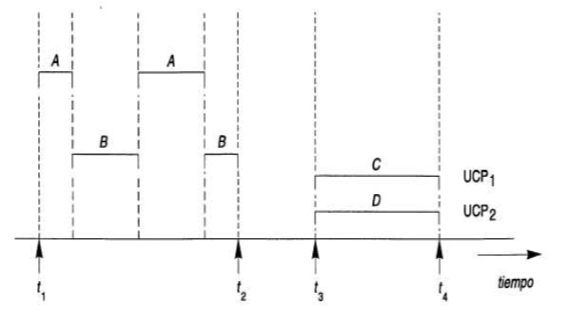 A A
B B
C UCP₁
D UCP₂
t₁ t₂ t₃ t₄ tiempo